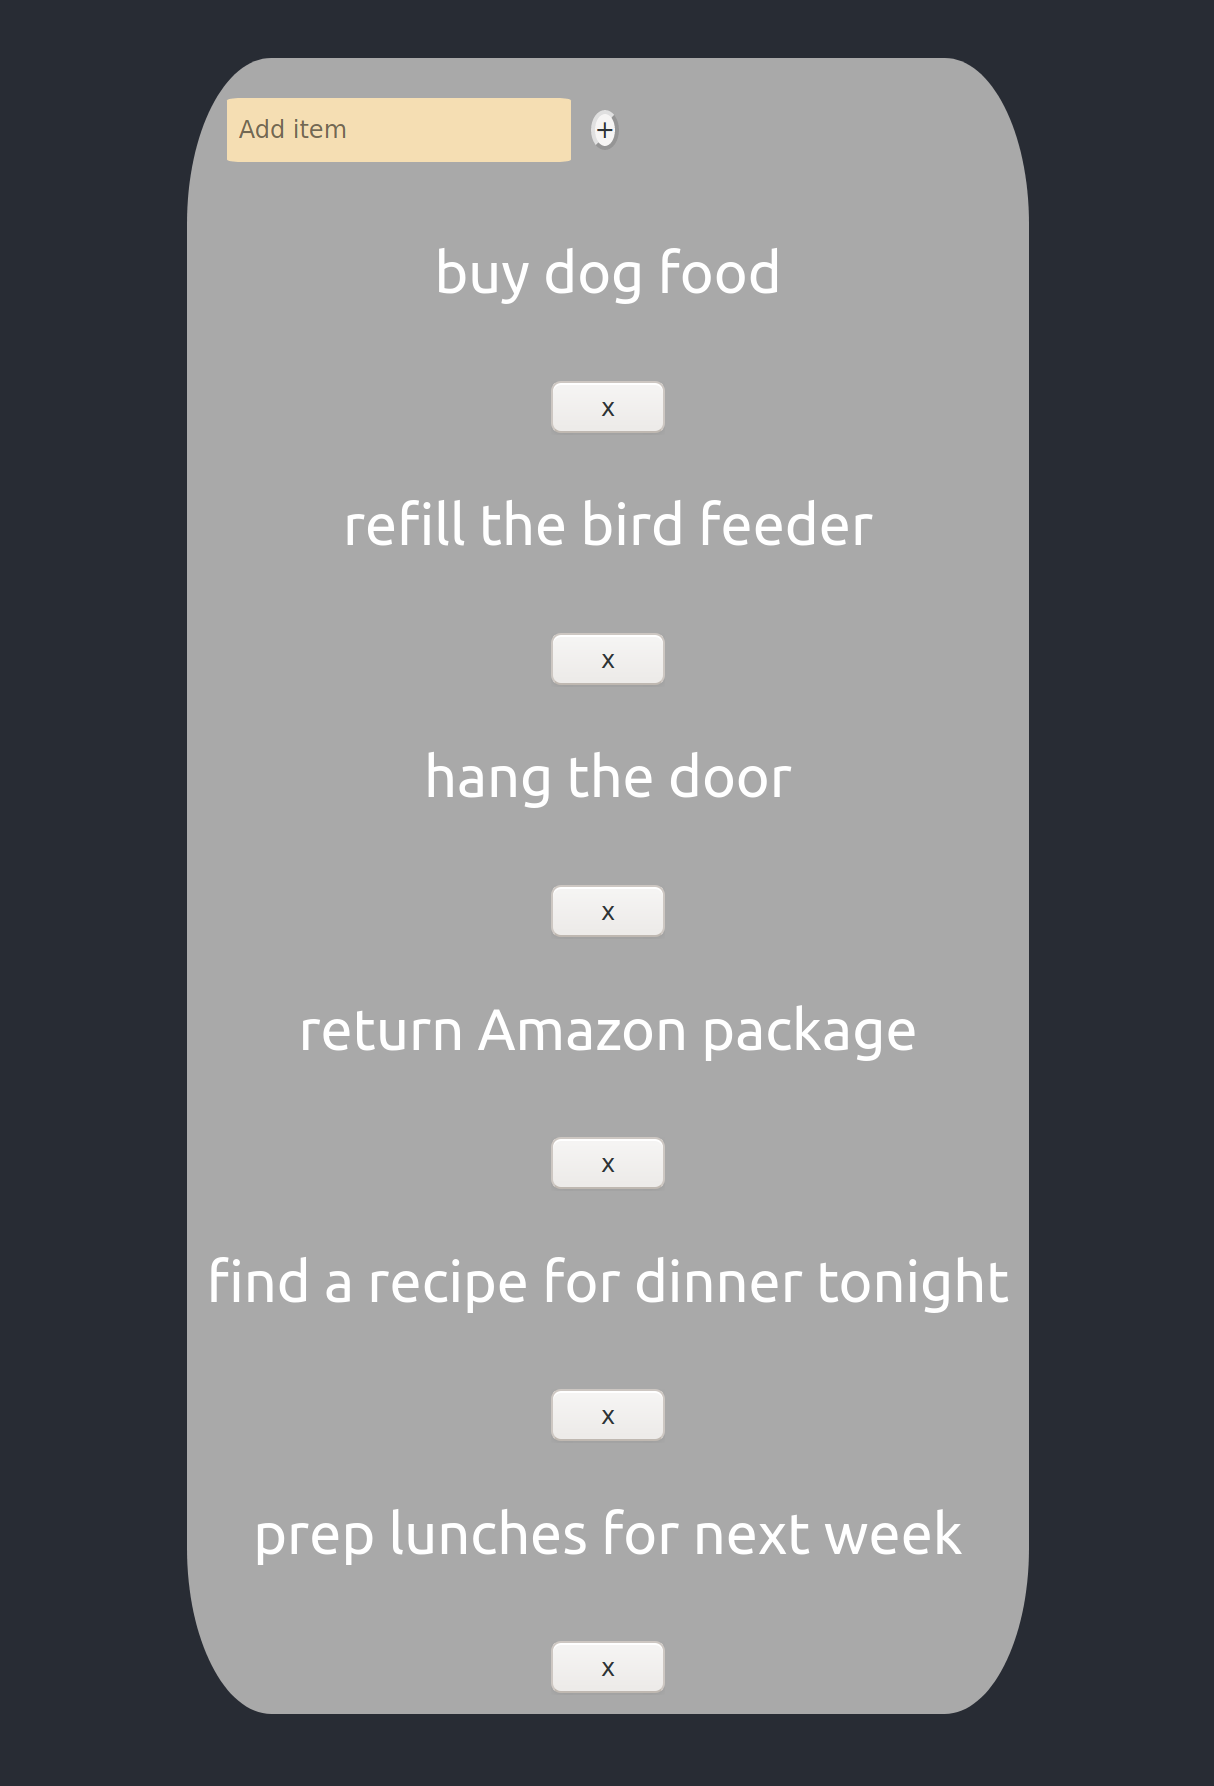 Add item +
buy dog food
x
refill the bird feeder
x
hang the door
x
return Amazon package
x
find a recipe for dinner tonight
x
prep lunches for next week
x